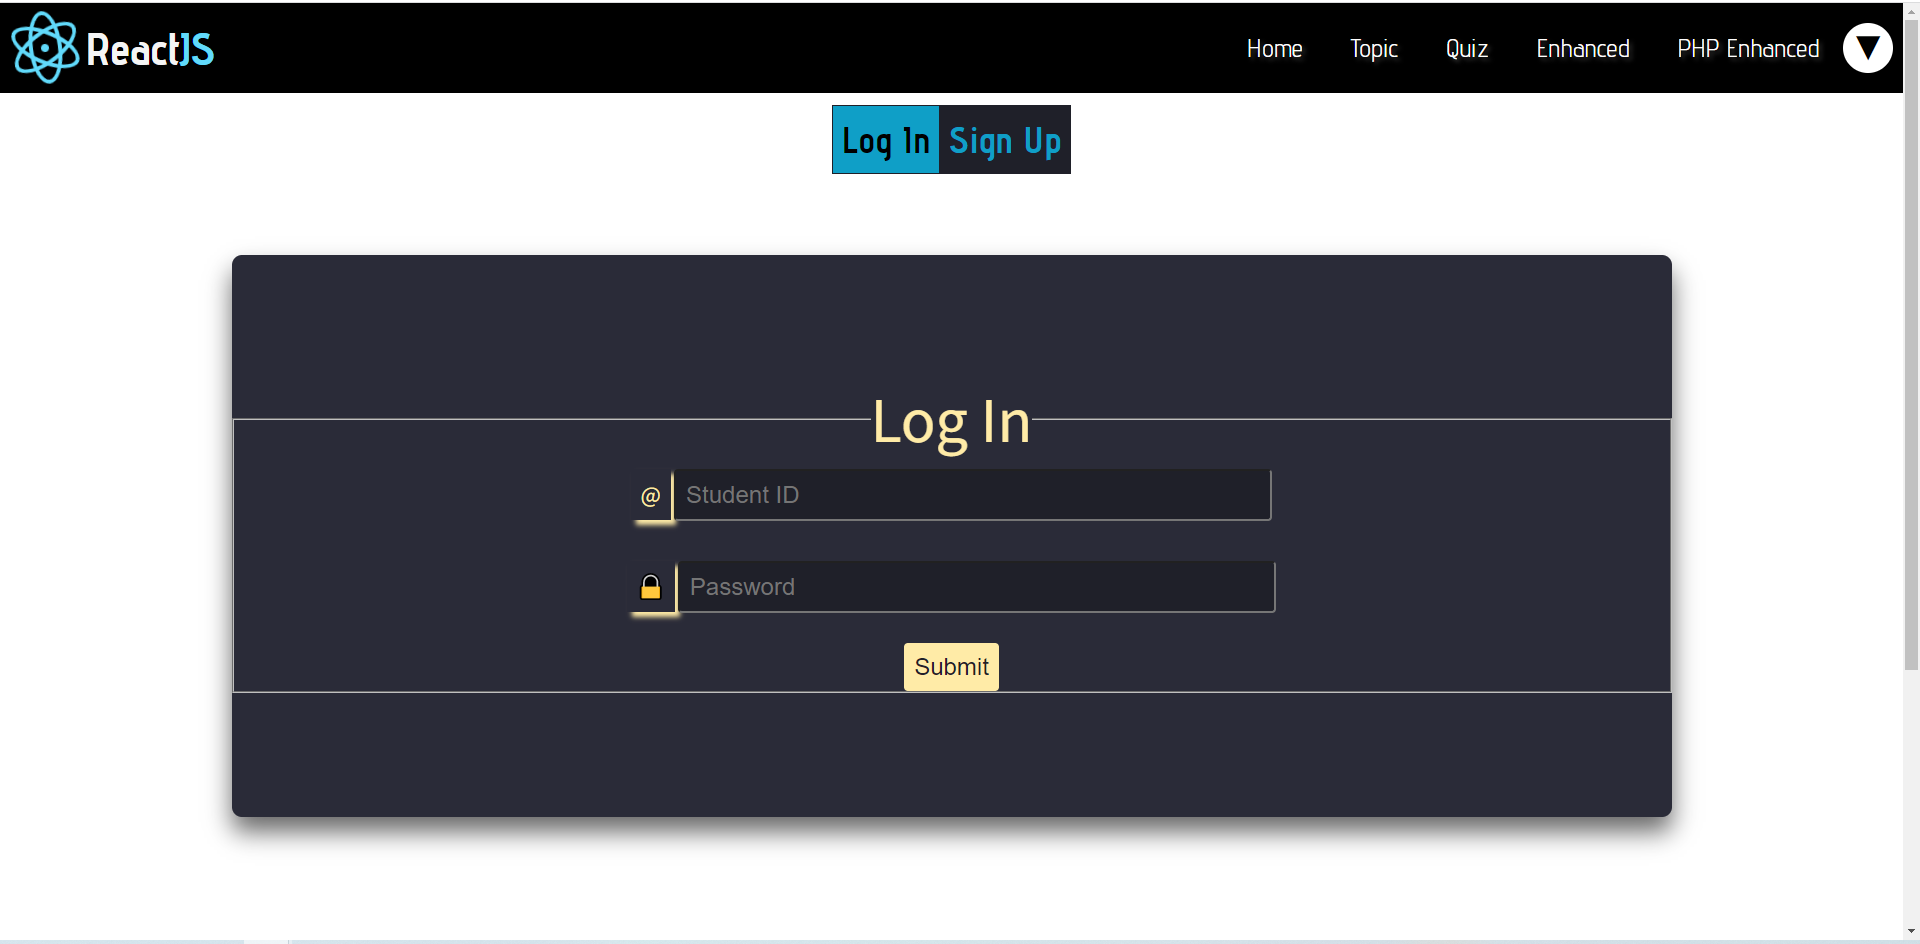 ReactJS
Home Topic Quiz Enhanced PHP Enhanced ▼
Log In Sign Up
Log In
@ Student ID
Password
Submit